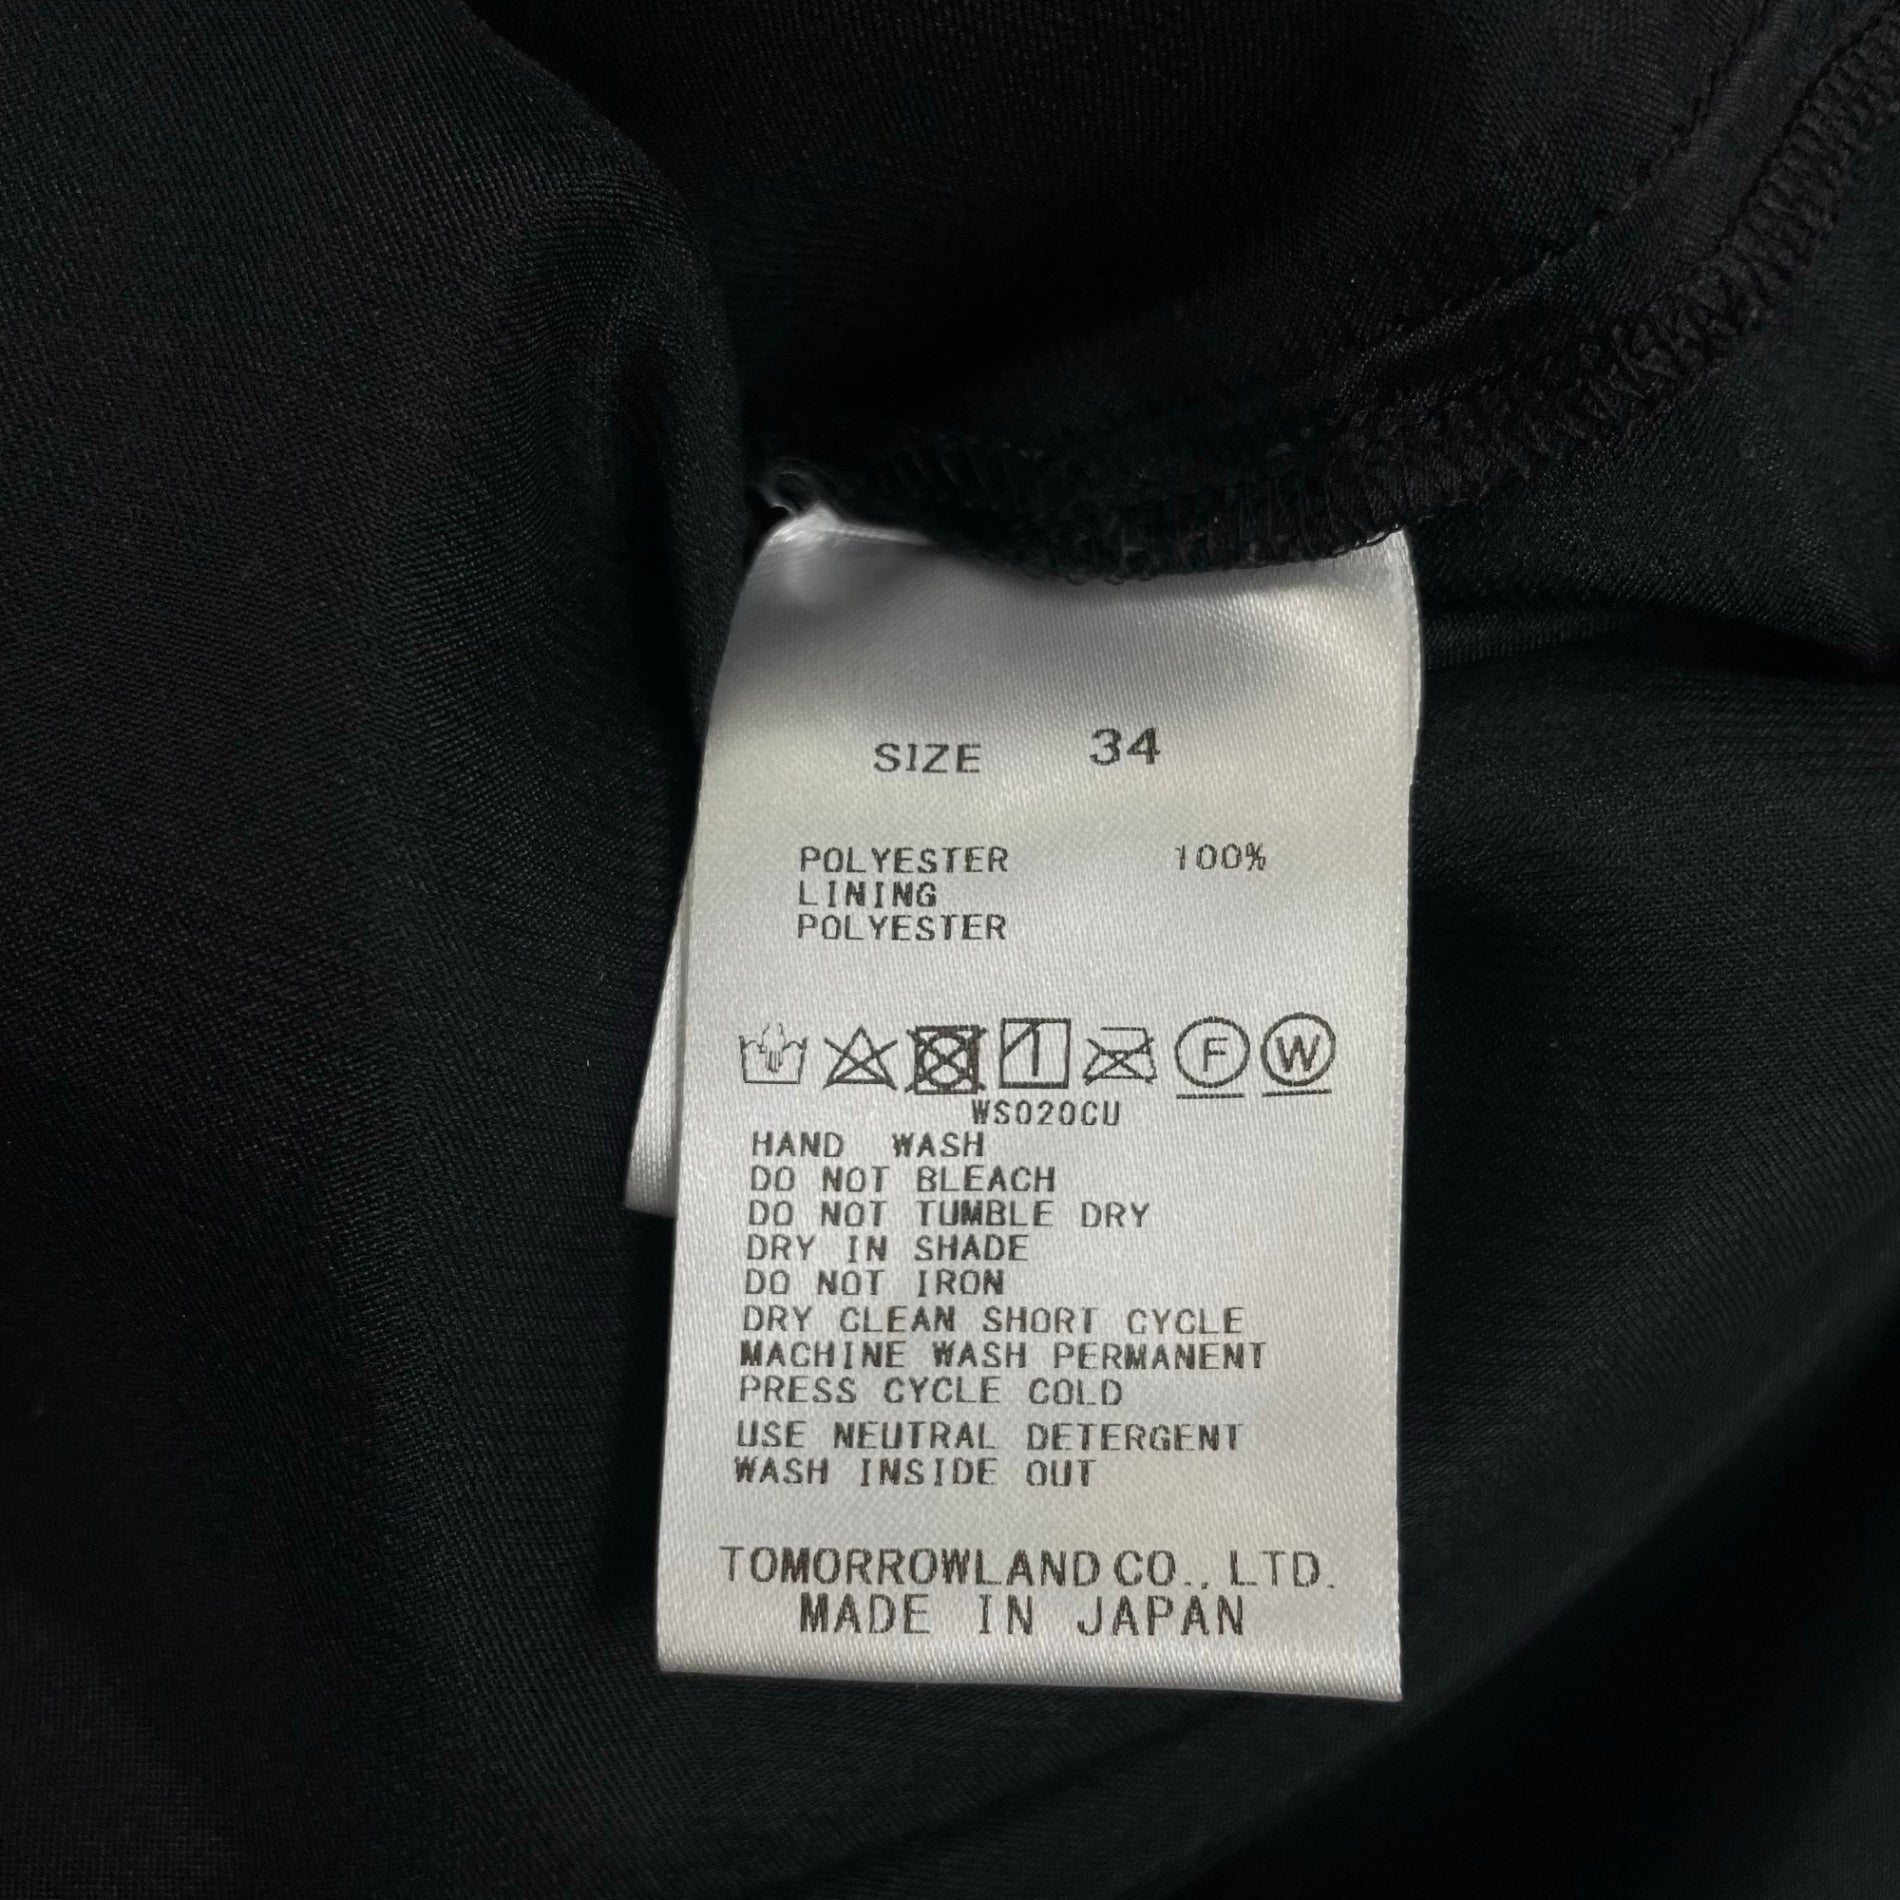 SIZE 34
POLYESTER 100%
LINING
POLYESTER
1 F W
WS020CU
HAND WASH
DO NOT BLEACH
DO NOT TUMBLE DRY
DRY IN SHADE
DO NOT IRON
DRY CLEAN SHORT CYCLE
MACHINE WASH PERMANENT
PRESS CYCLE COLD
USE NEUTRAL DETERGENT
WASH INSIDE OUT
TOMORROWLAND CO., LTD.
MADE IN JAPAN